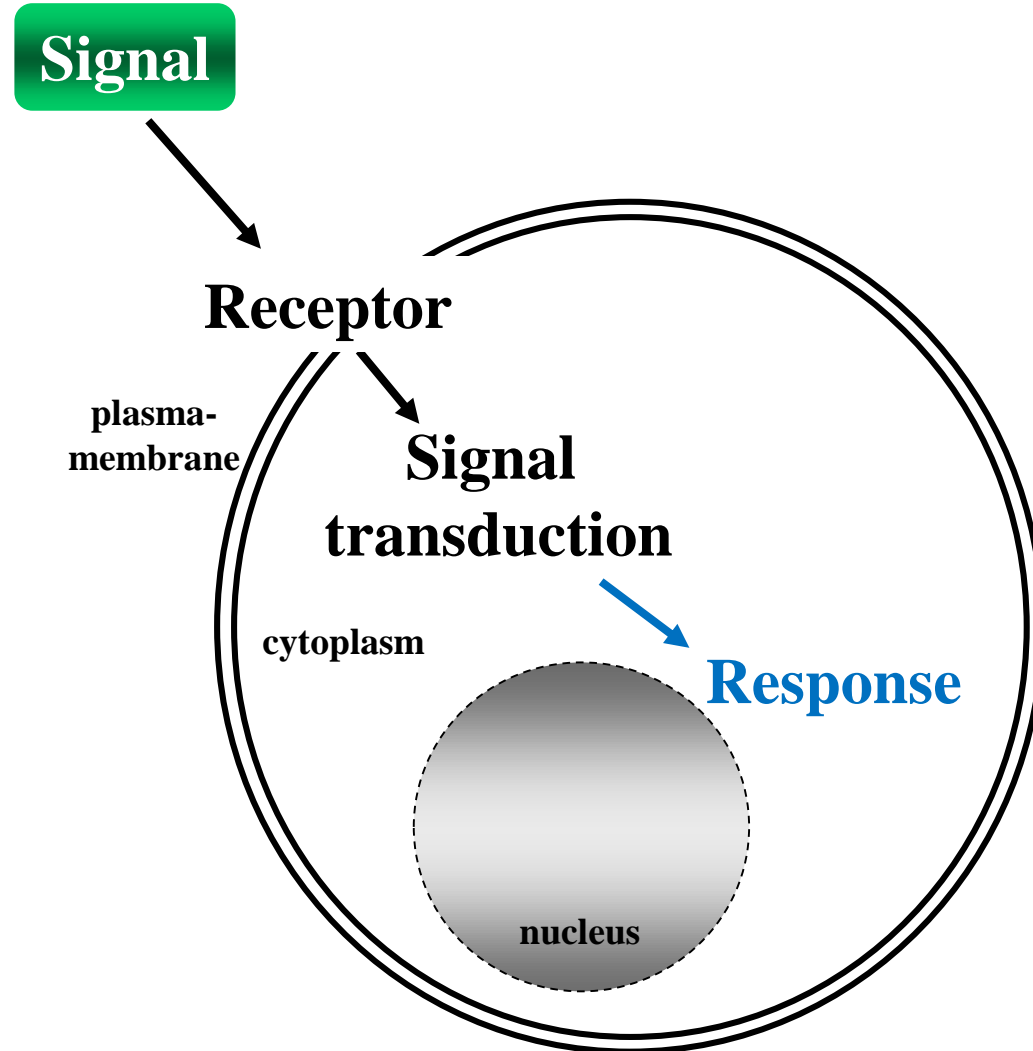 Signal
Receptor
plasma-
membrane
Signal
transduction
cytoplasm
Response
nucleus